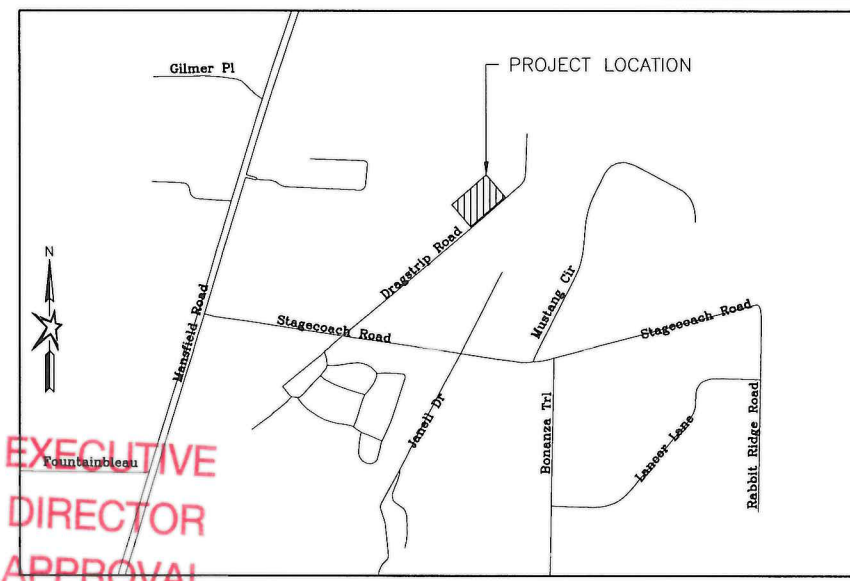 Gilmer Pl
PROJECT LOCATION
N
Dragstrip Road
Mansfield Road
Stagecoach Road
Mustang Cir
Stagecoach Road
Janell Dr
Bonanza Trl
Lancer Lane
Rabbit Ridge Road
Fountainbleau
EXECUTIVE
DIRECTOR
APPROVAL